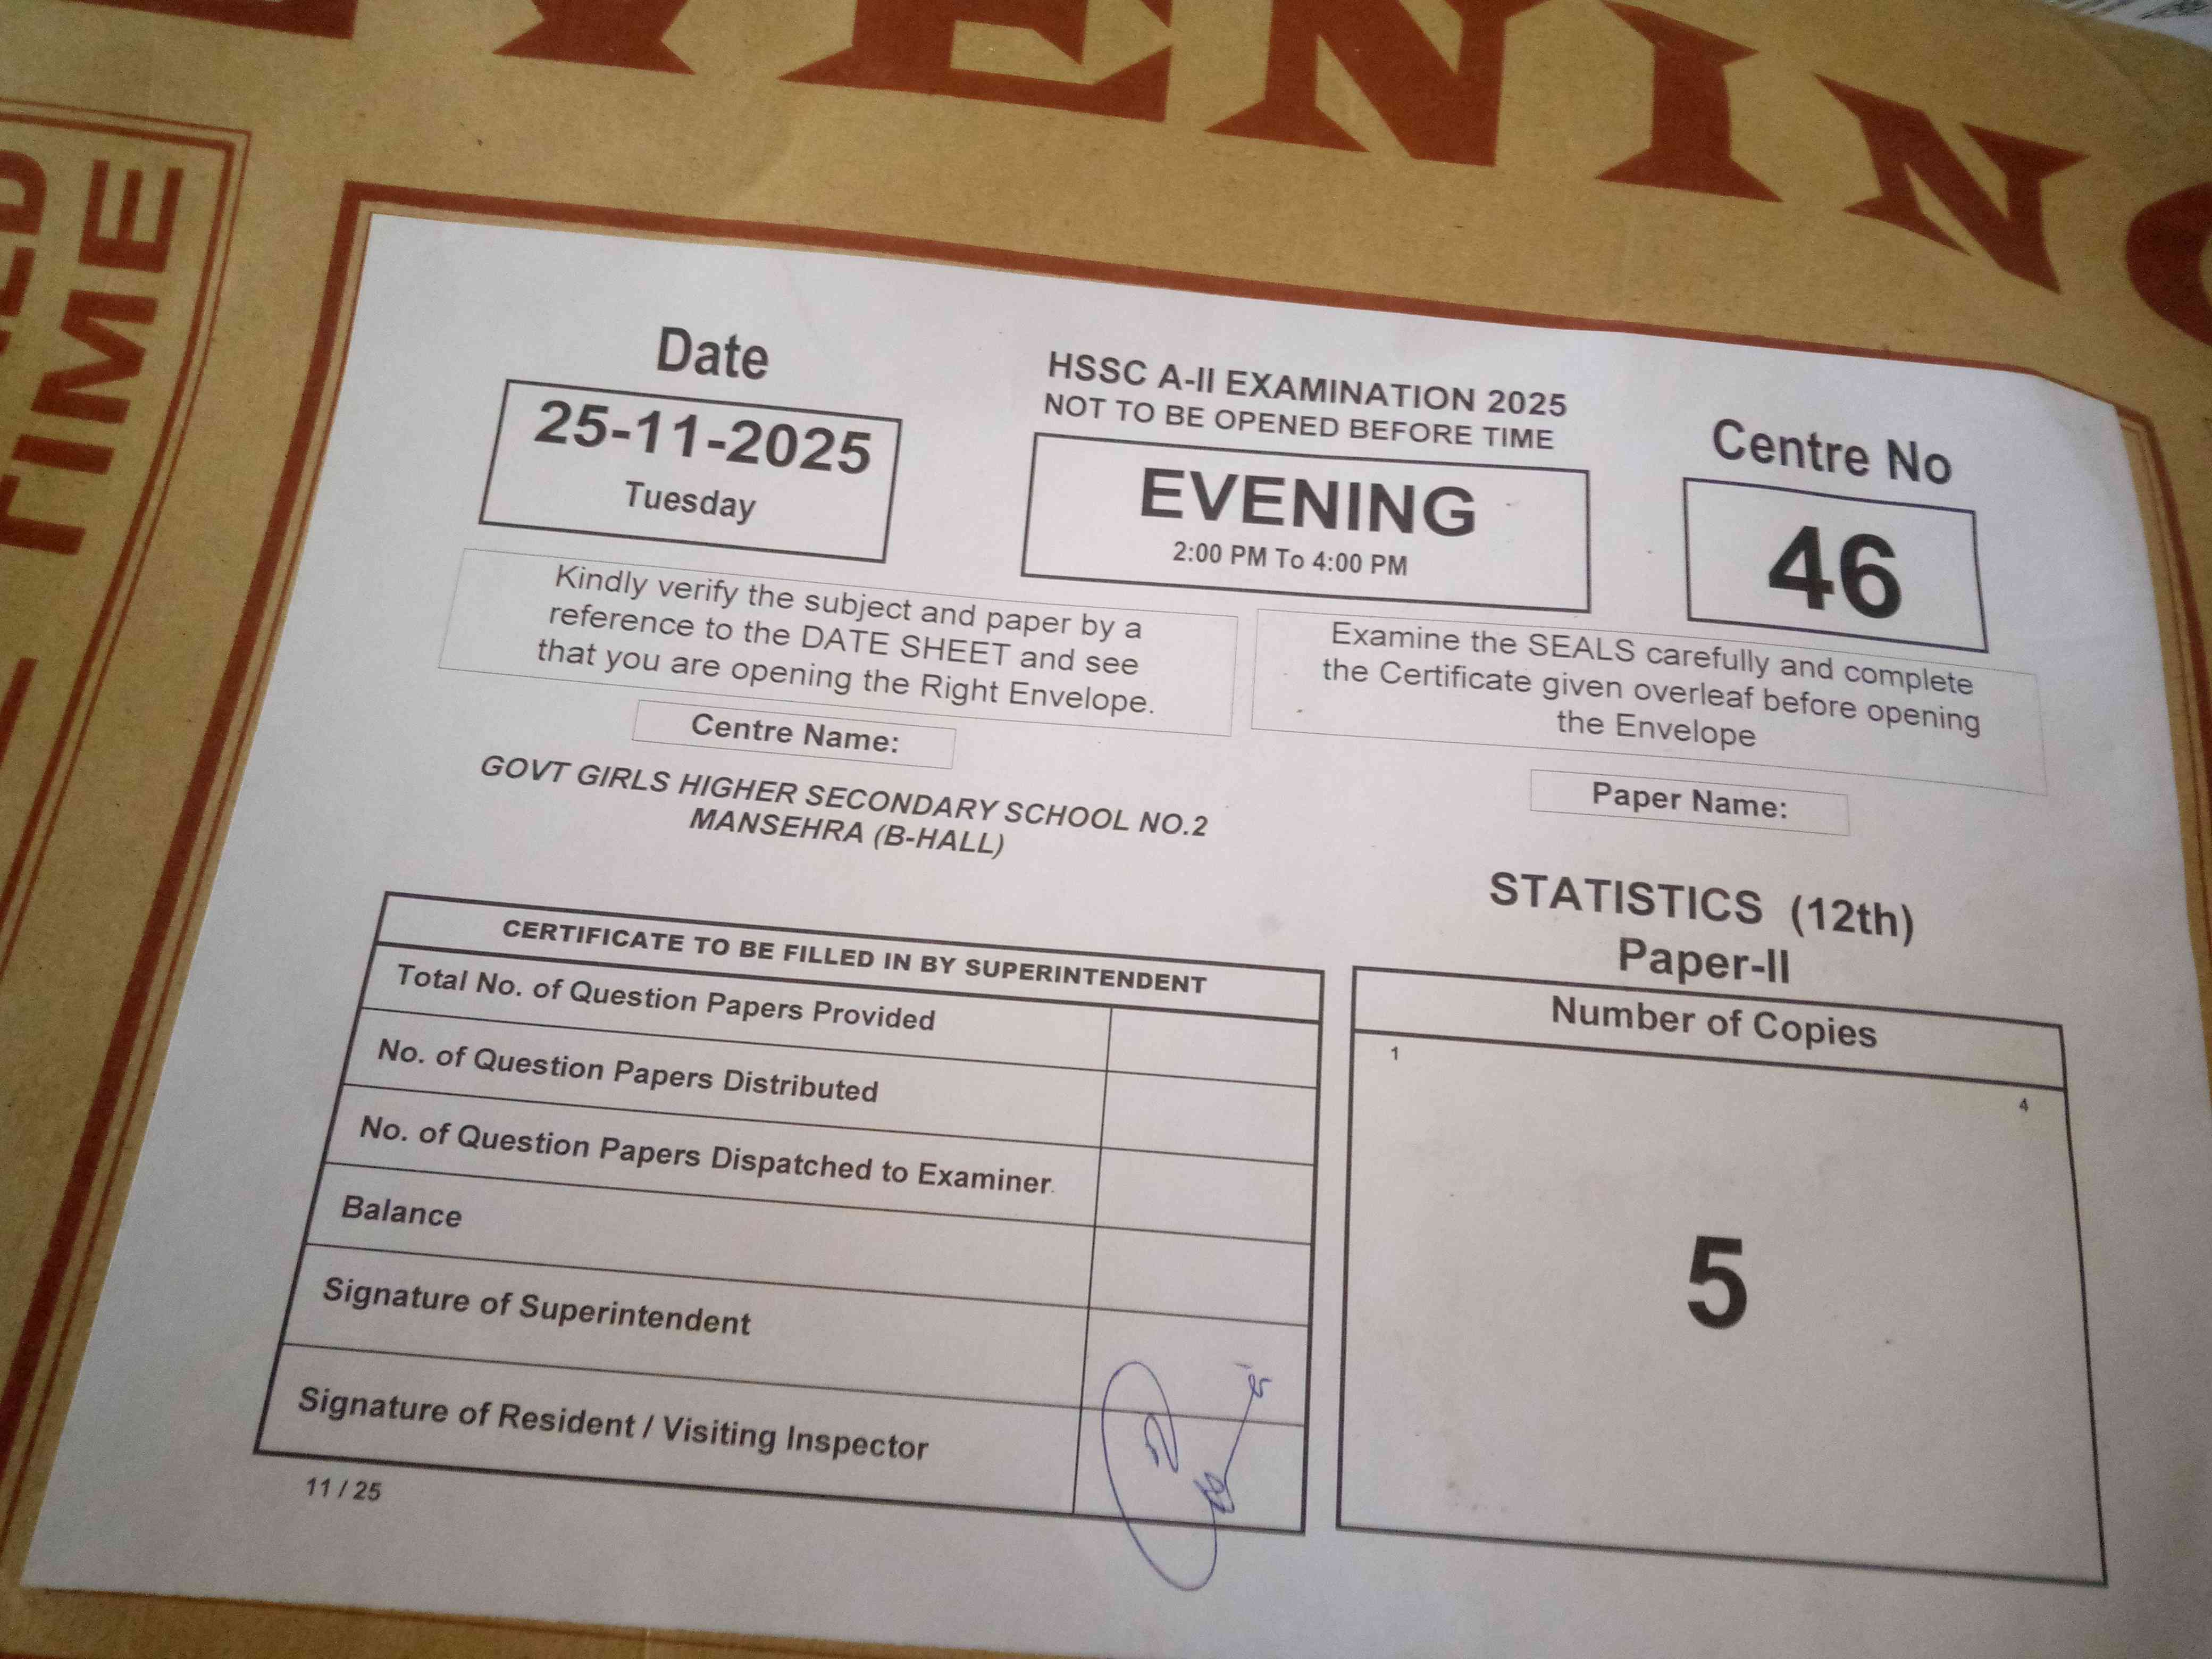 EVENING
TIME
Date
25-11-2025
Tuesday
HSSC A-II EXAMINATION 2025
NOT TO BE OPENED BEFORE TIME
EVENING
2:00 PM To 4:00 PM
Centre No
46
Kindly verify the subject and paper by a
reference to the DATE SHEET and see
that you are opening the Right Envelope.
Examine the SEALS carefully and complete
the Certificate given overleaf before opening
the Envelope
Centre Name:
GOVT GIRLS HIGHER SECONDARY SCHOOL NO.2
MANSEHRA (B-HALL)
Paper Name:
STATISTICS (12th)
Paper-II
CERTIFICATE TO BE FILLED IN BY SUPERINTENDENT
Total No. of Question Papers Provided
No. of Question Papers Distributed
No. of Question Papers Dispatched to Examiner
Balance
Signature of Superintendent
Signature of Resident / Visiting Inspector
11 / 25
Number of Copies
1
4
5